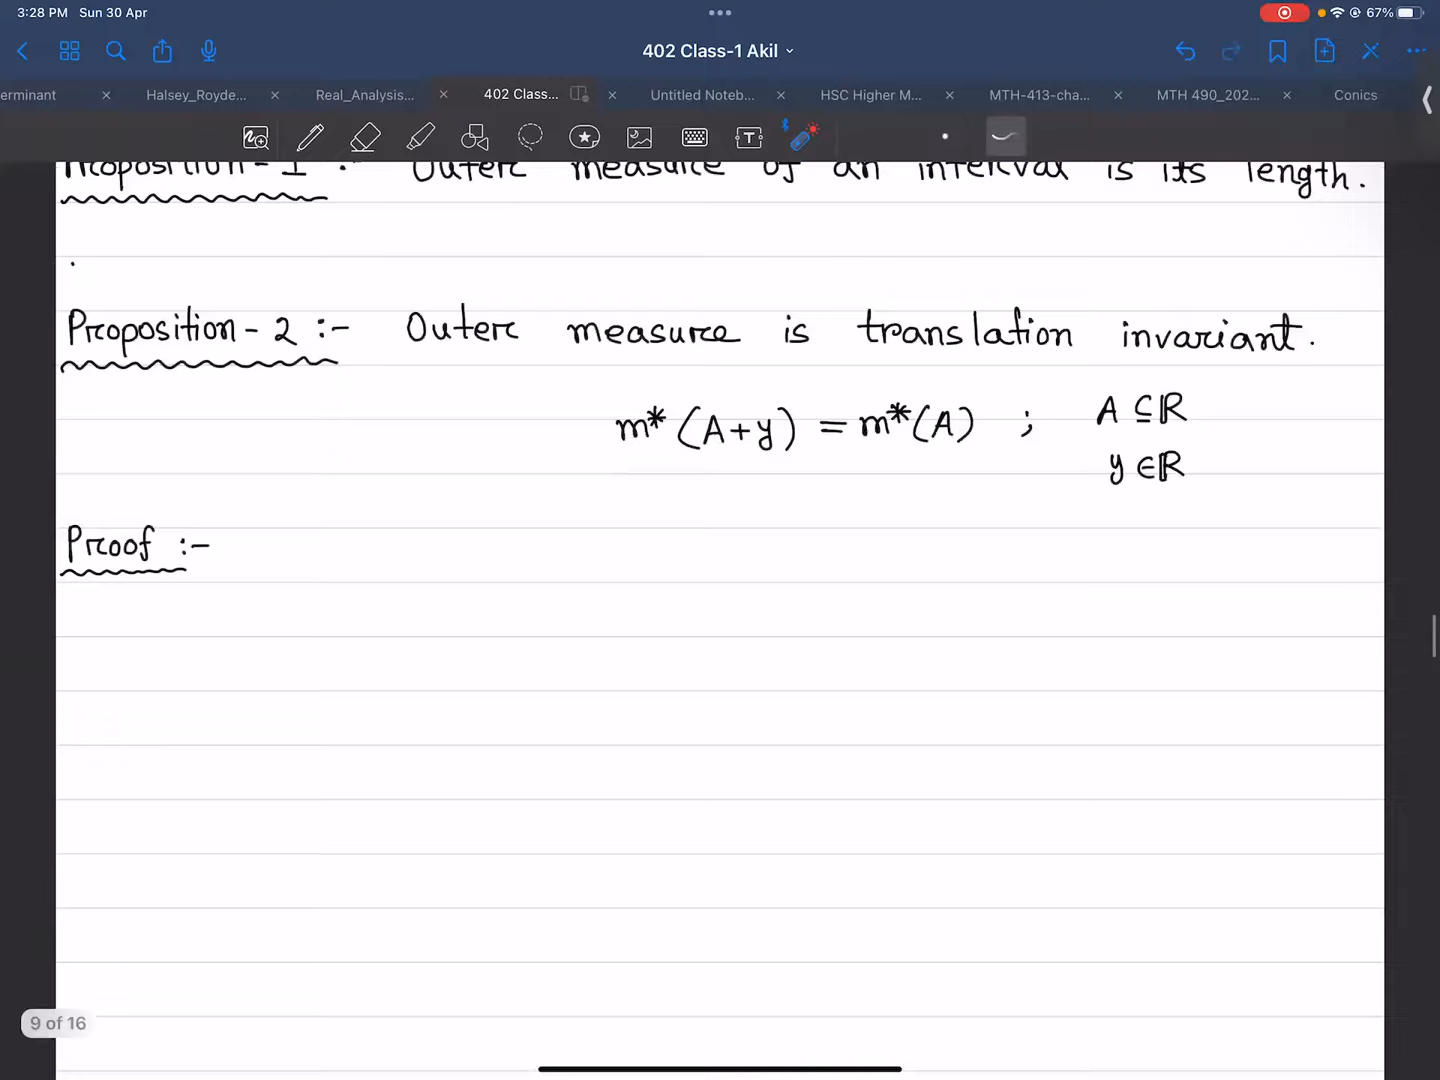 3:28 PM Sun 30 Apr
67%
402 Class-1 Akil
erminant
Halsey_Royde...
Real_Analysis...
402 Class...
Untitled Noteb...
HSC Higher M...
MTH-413-cha...
MTH 490_202...
Conics
Proposition - 1 :- Outer measure of an interval is its length.
Proposition - 2 :- Outer measure is translation invariant.
m* (A+y) = m*(A) ; A ⊆ ℝ
y ∈ ℝ
Proof :-
9 of 16